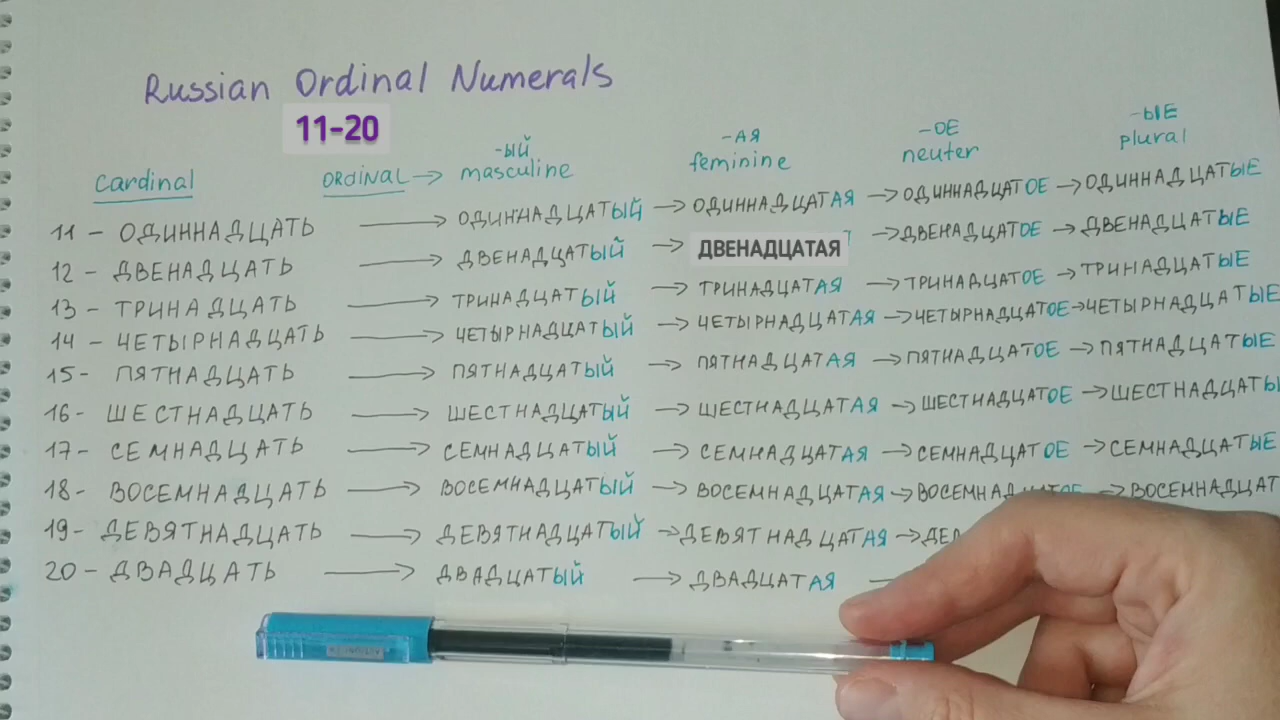 Russian Ordinal Numerals
11-20
Cardinal ORDINAL → -ЫЙ masculine -АЯ feminine -ОЕ neuter -ЫЕ plural
11 - ОДИННАДЦАТЬ → ОДИННАДЦАТЫЙ → ОДИННАДЦАТАЯ → ОДИННАДЦАТОЕ → ОДИННАДЦАТЫЕ
12 - ДВЕНАДЦАТЬ → ДВЕНАДЦАТЫЙ → ДВЕНАДЦАТАЯ → ДВЕНАДЦАТОЕ → ДВЕНАДЦАТЫЕ
13 - ТРИНАДЦАТЬ → ТРИНАДЦАТЫЙ → ТРИНАДЦАТАЯ → ТРИНАДЦАТОЕ → ТРИНАДЦАТЫЕ
14 - ЧЕТЫРНАДЦАТЬ → ЧЕТЫРНАДЦАТЫЙ → ЧЕТЫРНАДЦАТАЯ → ЧЕТЫРНАДЦАТОЕ → ЧЕТЫРНАДЦАТЫЕ
15 - ПЯТНАДЦАТЬ → ПЯТНАДЦАТЫЙ → ПЯТНАДЦАТАЯ → ПЯТНАДЦАТОЕ → ПЯТНАДЦАТЫЕ
16 - ШЕСТНАДЦАТЬ → ШЕСТНАДЦАТЫЙ → ШЕСТНАДЦАТАЯ → ШЕСТНАДЦАТОЕ → ШЕСТНАДЦАТЫ
17 - СЕМНАДЦАТЬ → СЕМНАДЦАТЫЙ → СЕМНАДЦАТАЯ → СЕМНАДЦАТОЕ → СЕМНАДЦАТЫЕ
18 - ВОСЕМНАДЦАТЬ → ВОСЕМНАДЦАТЫЙ → ВОСЕМНАДЦАТАЯ → ВОСЕМНАДЦАТОЕ → ВОСЕМНАДЦАТ
19 - ДЕВЯТНАДЦАТЬ → ДЕВЯТНАДЦАТЫЙ → ДЕВЯТНАДЦАТАЯ →
20 - ДВАДЦАТЬ → ДВАДЦАТЫЙ → ДВАДЦАТАЯ